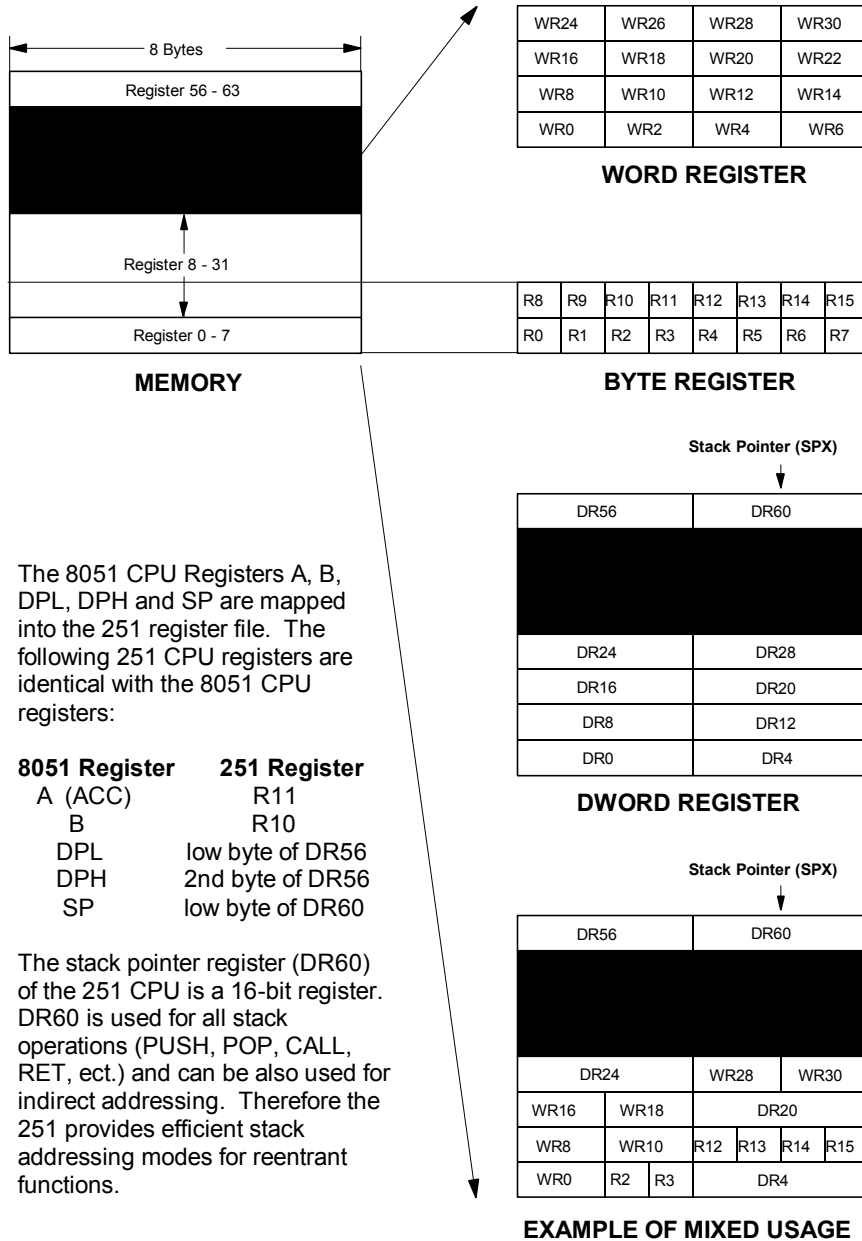 8 Bytes
Register 56 - 63
Register 8 - 31
Register 0 - 7
MEMORY
WR24 WR26 WR28 WR30
WR16 WR18 WR20 WR22
WR8 WR10 WR12 WR14
WR0 WR2 WR4 WR6
WORD REGISTER
R8 R9 R10 R11 R12 R13 R14 R15
R0 R1 R2 R3 R4 R5 R6 R7
BYTE REGISTER
Stack Pointer (SPX)
DR56 DR60
DR24 DR28
DR16 DR20
DR8 DR12
DR0 DR4
DWORD REGISTER
The 8051 CPU Registers A, B,
DPL, DPH and SP are mapped
into the 251 register file. The
following 251 CPU registers are
identical with the 8051 CPU
registers:
8051 Register 251 Register
A (ACC) R11
B R10
DPL low byte of DR56
DPH 2nd byte of DR56
SP low byte of DR60
The stack pointer register (DR60)
of the 251 CPU is a 16-bit register.
DR60 is used for all stack
operations (PUSH, POP, CALL,
RET, ect.) and can be also used for
indirect addressing. Therefore the
251 provides efficient stack
addressing modes for reentrant
functions.
Stack Pointer (SPX)
DR56 DR60
DR24 WR28 WR30
WR16 WR18 DR20
WR8 WR10 R12 R13 R14 R15
WR0 R2 R3 DR4
EXAMPLE OF MIXED USAGE